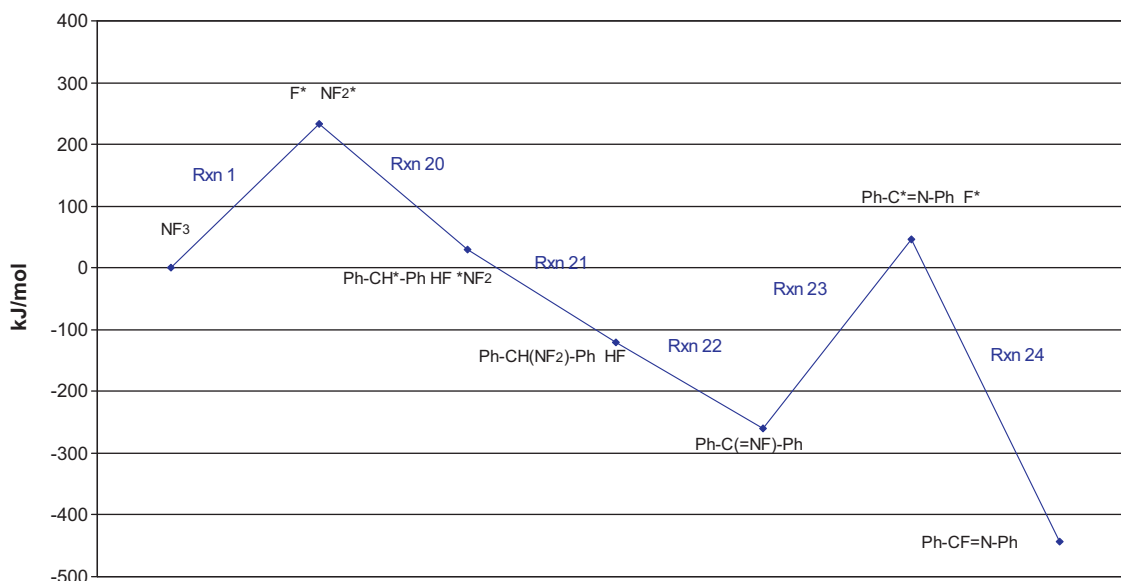 400
300
200
100
0
-100
-200
-300
-400
-500
kJ/mol
NF3
Rxn 1
F* NF2*
Rxn 20
Ph-CH*-Ph HF *NF2
Rxn 21
Ph-CH(NF2)-Ph HF
Rxn 22
Ph-C(=NF)-Ph
Rxn 23
Ph-C*=N-Ph F*
Rxn 24
Ph-CF=N-Ph